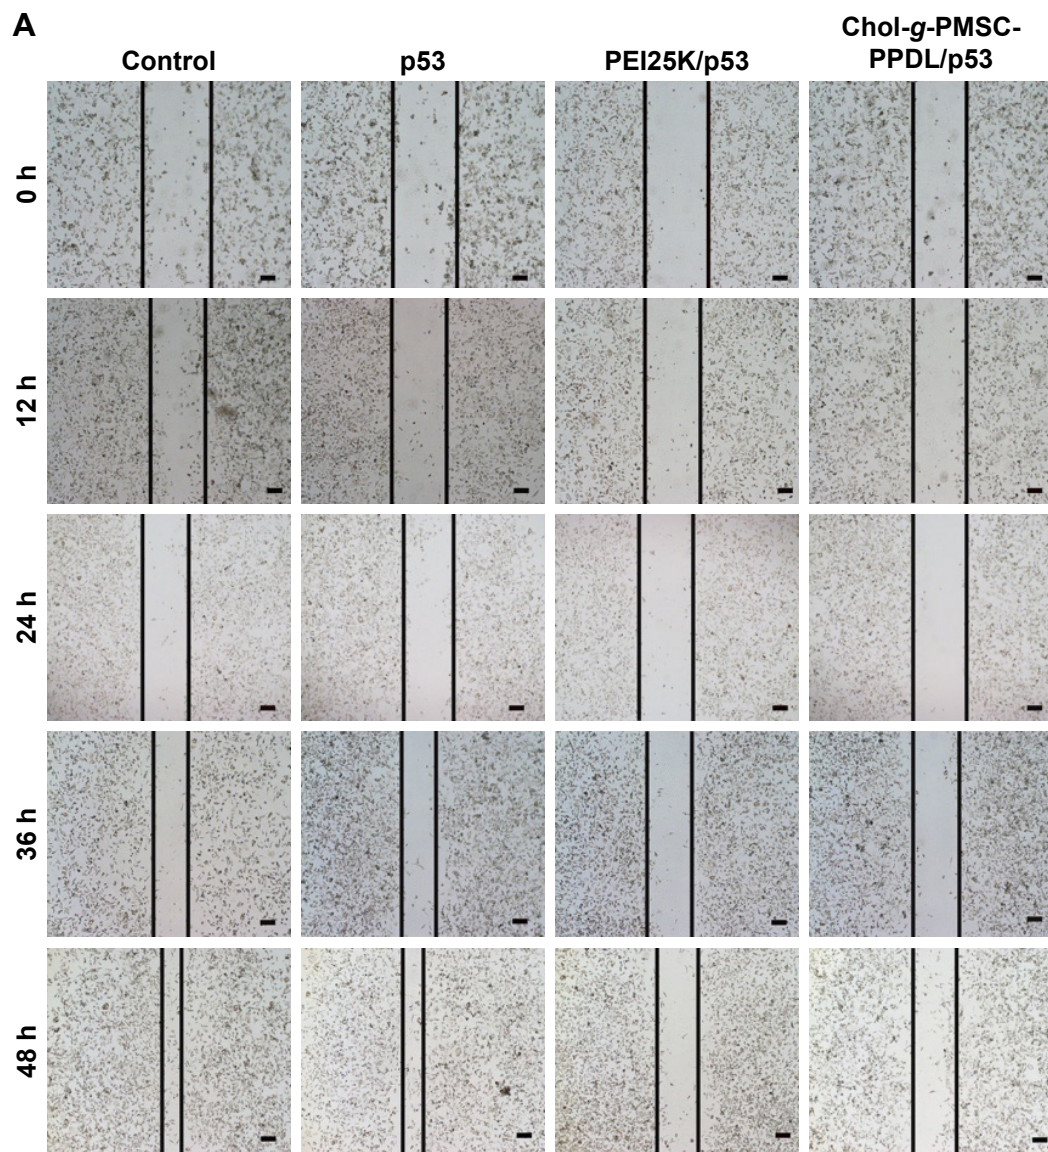 A
Control
p53
PEI25K/p53
Chol-g-PMSC-
PPDL/p53
0 h
12 h
24 h
36 h
48 h